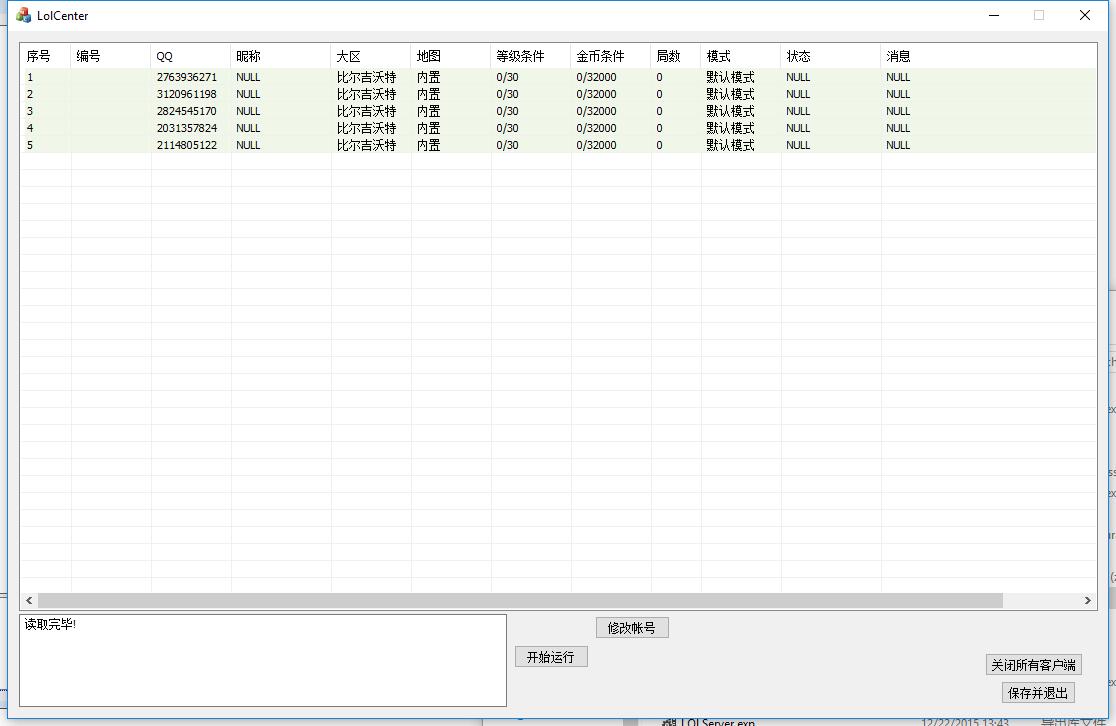 LolCenter
序号 编号 QQ 昵称 大区 地图 等级条件 金币条件 局数 模式 状态 消息
1 2763936271 NULL 比尔吉沃特 内置 0/30 0/32000 0 默认模式 NULL NULL
2 3120961198 NULL 比尔吉沃特 内置 0/30 0/32000 0 默认模式 NULL NULL
3 2824545170 NULL 比尔吉沃特 内置 0/30 0/32000 0 默认模式 NULL NULL
4 2031357824 NULL 比尔吉沃特 内置 0/30 0/32000 0 默认模式 NULL NULL
5 2114805122 NULL 比尔吉沃特 内置 0/30 0/32000 0 默认模式 NULL NULL
读取完毕!
修改帐号
开始运行
关闭所有客户端
保存并退出
LOLServer.exp 12/22/2015 13:43 导出库文件